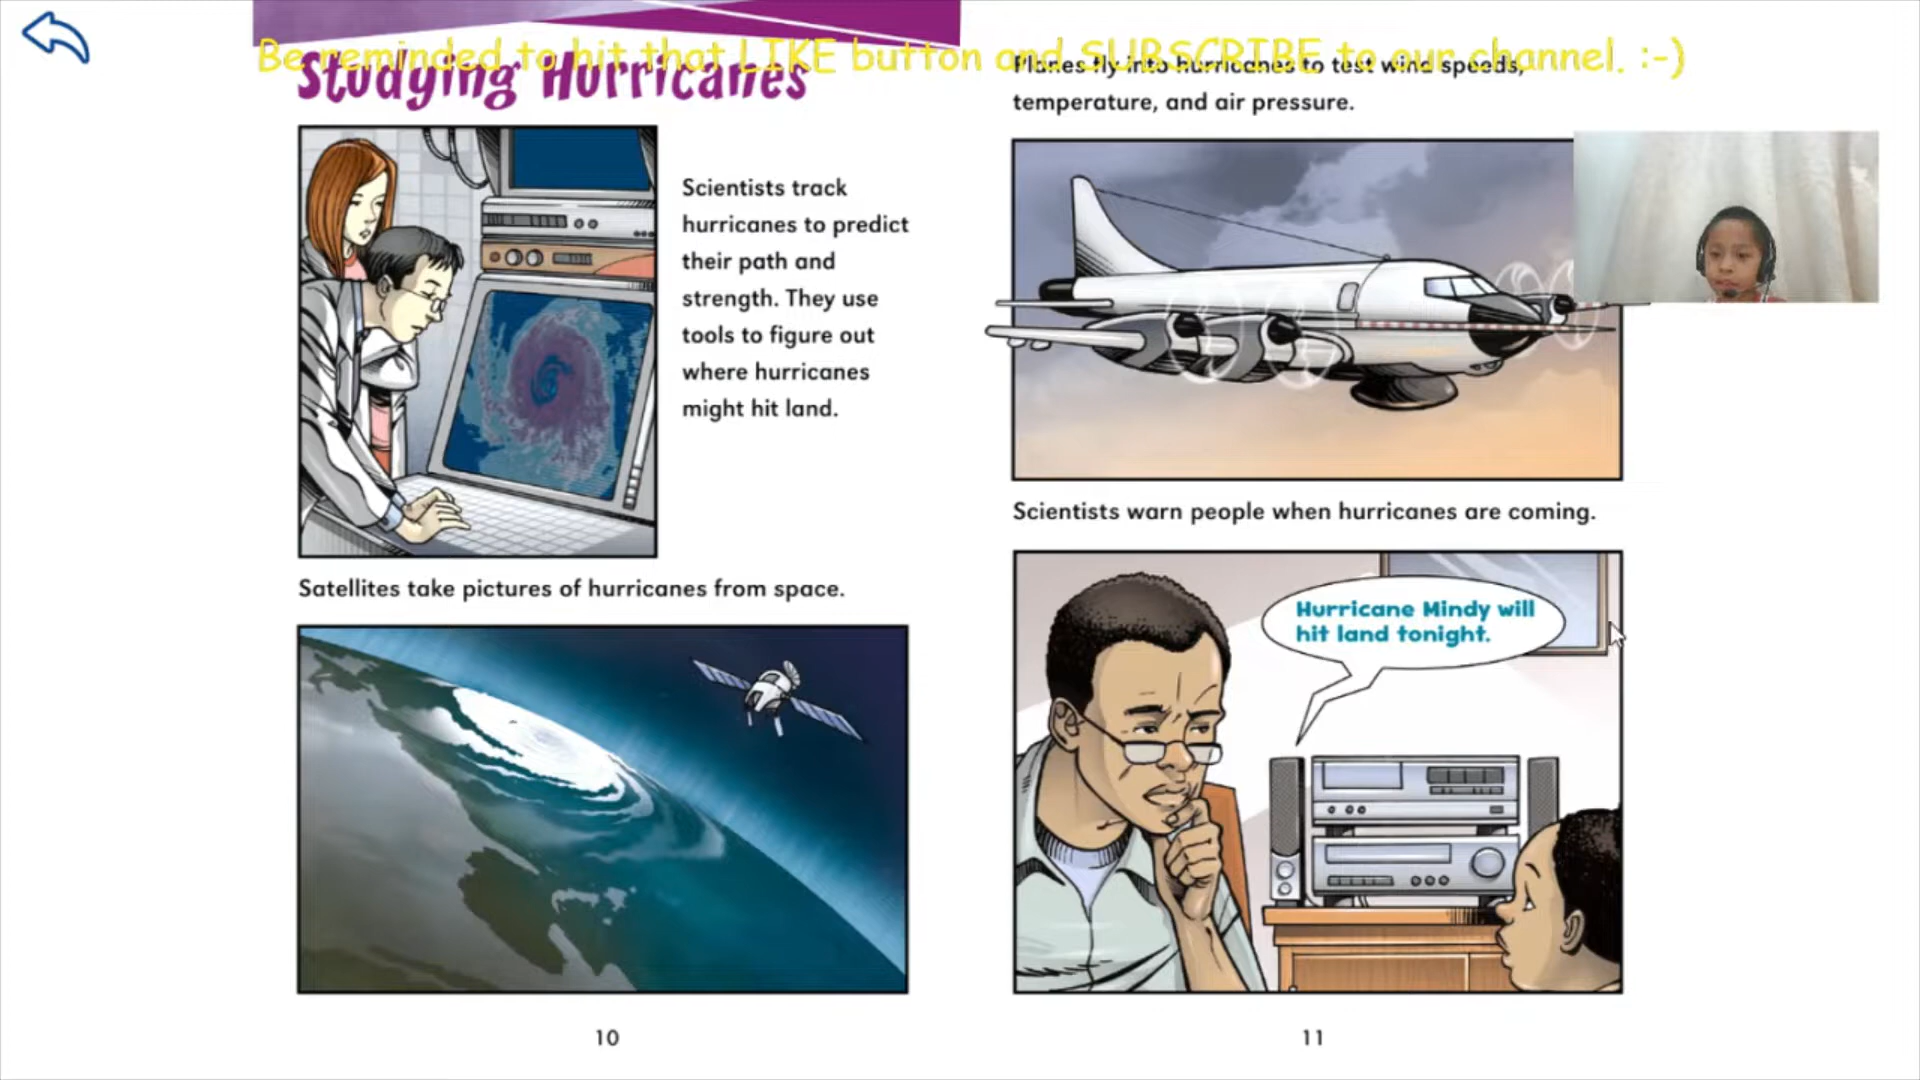 Be reminded to hit that LIKE button and SUBSCRIBE to our channel. :-)
Studying Hurricanes
Scientists track
hurricanes to predict
their path and
strength. They use
tools to figure out
where hurricanes
might hit land.
Satellites take pictures of hurricanes from space.
10
Planes fly into hurricanes to test wind speeds,
temperature, and air pressure.
Scientists warn people when hurricanes are coming.
Hurricane Mindy will
hit land tonight.
11